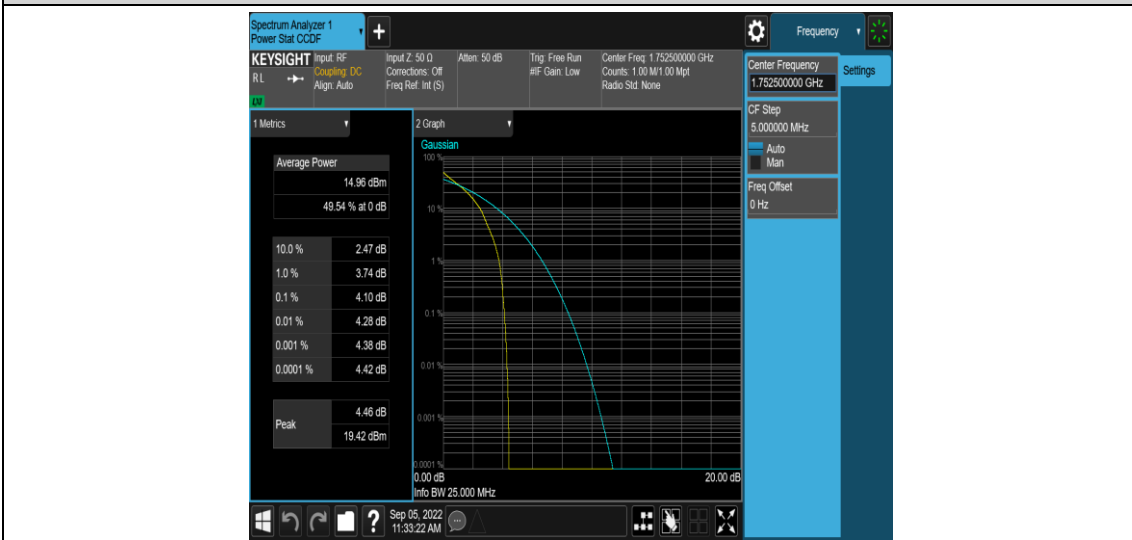 Spectrum Analyzer 1
Power Stat CCDF
+
Frequency
KEYSIGHT
RL
LXI
Input: RF
Coupling: DC
Align: Auto
Input Z: 50 Ω
Corrections: Off
Freq Ref: Int (S)
Atten: 50 dB
Trig: Free Run
#IF Gain: Low
Center Freq: 1.752500000 GHz
Counts: 1.00 M/1.00 Mpt
Radio Std: None
Center Frequency
1.752500000 GHz
Settings
CF Step
5.000000 MHz
Auto
Man
Freq Offset
0 Hz
1 Metrics
Average Power
14.96 dBm
49.54 % at 0 dB
10.0 % 2.47 dB
1.0 % 3.74 dB
0.1 % 4.10 dB
0.01 % 4.28 dB
0.001 % 4.38 dB
0.0001 % 4.42 dB
Peak
4.46 dB
19.42 dBm
2 Graph
Gaussian
100 %
10 %
1 %
0.1 %
0.01 %
0.001 %
0.0001 %
0.00 dB 20.00 dB
Info BW 25.000 MHz
?
Sep 05, 2022
11:33:22 AM